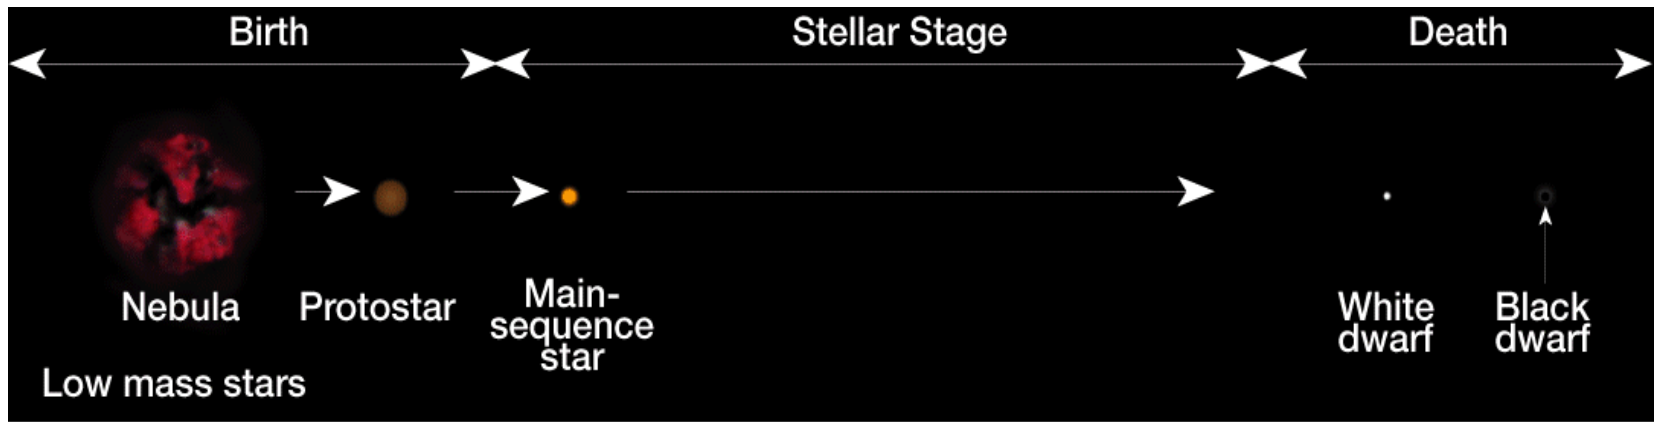 Birth
Stellar Stage
Death
Nebula
Protostar
Main-
sequence
star
White
dwarf
Black
dwarf
Low mass stars